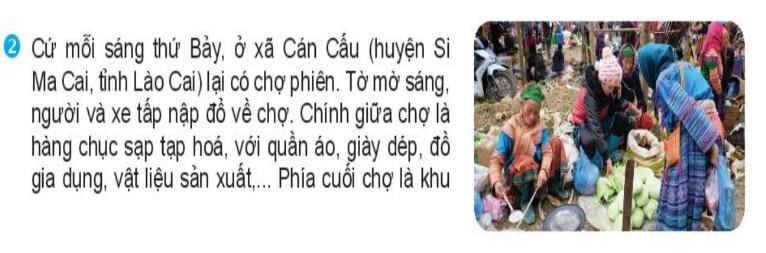 2 Cứ mỗi sáng thứ Bảy, ở xã Cán Cấu (huyện Si
Ma Cai, tỉnh Lào Cai) lại có chợ phiên. Tờ mờ sáng,
người và xe tấp nập đổ về chợ. Chính giữa chợ là
hàng chục sạp tạp hoá, với quần áo, giày dép, đồ
gia dụng, vật liệu sản xuất,... Phía cuối chợ là khu